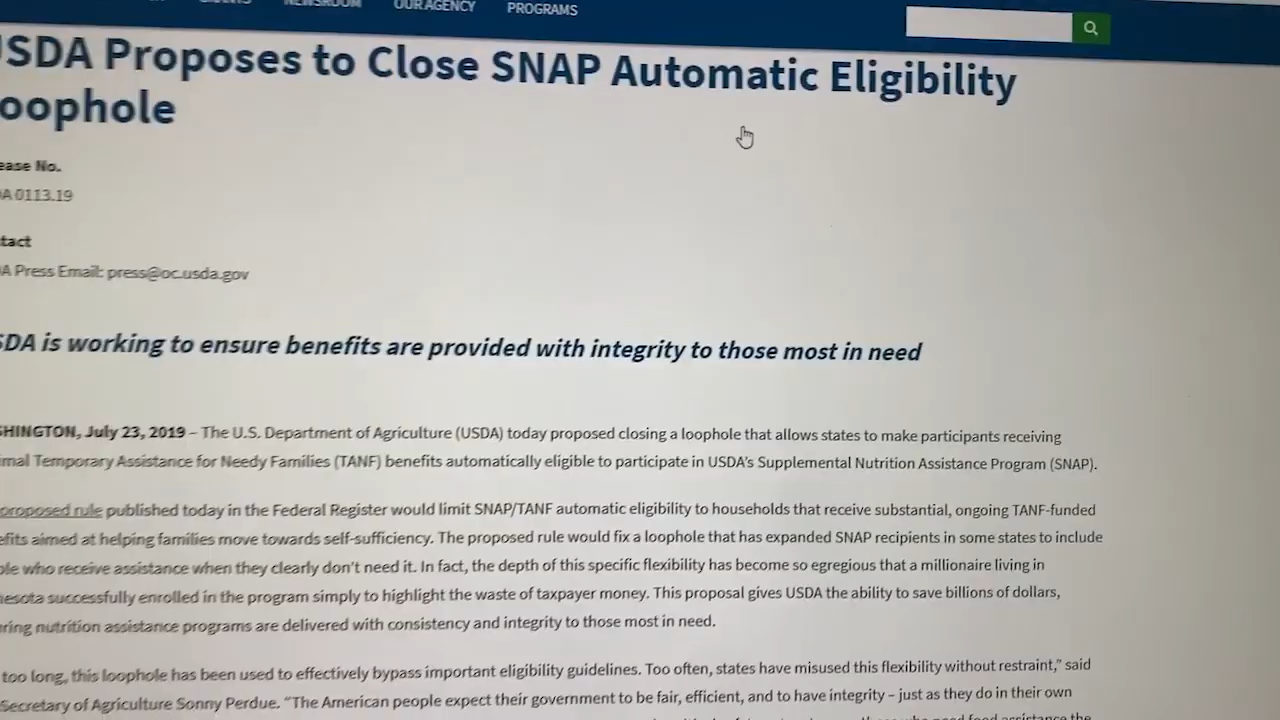 NEWSROOM OUR AGENCY PROGRAMS
SDA Proposes to Close SNAP Automatic Eligibility
oophole
ease No.
A 0113.19
tact
A Press Email: press@oc.usda.gov
SDA is working to ensure benefits are provided with integrity to those most in need
SHINGTON, July 23, 2019 – The U.S. Department of Agriculture (USDA) today proposed closing a loophole that allows states to make participants receiving
mal Temporary Assistance for Needy Families (TANF) benefits automatically eligible to participate in USDA's Supplemental Nutrition Assistance Program (SNAP).
proposed rule published today in the Federal Register would limit SNAP/TANF automatic eligibility to households that receive substantial, ongoing TANF-funded
efits aimed at helping families move towards self-sufficiency. The proposed rule would fix a loophole that has expanded SNAP recipients in some states to include
ple who receive assistance when they clearly don't need it. In fact, the depth of this specific flexibility has become so egregious that a millionaire living in
nesota successfully enrolled in the program simply to highlight the waste of taxpayer money. This proposal gives USDA the ability to save billions of dollars,
ring nutrition assistance programs are delivered with consistency and integrity to those most in need.
too long, this loophole has been used to effectively bypass important eligibility guidelines. Too often, states have misused this flexibility without restraint,” said
Secretary of Agriculture Sonny Perdue. “The American people expect their government to be fair, efficient, and to have integrity – just as they do in their own